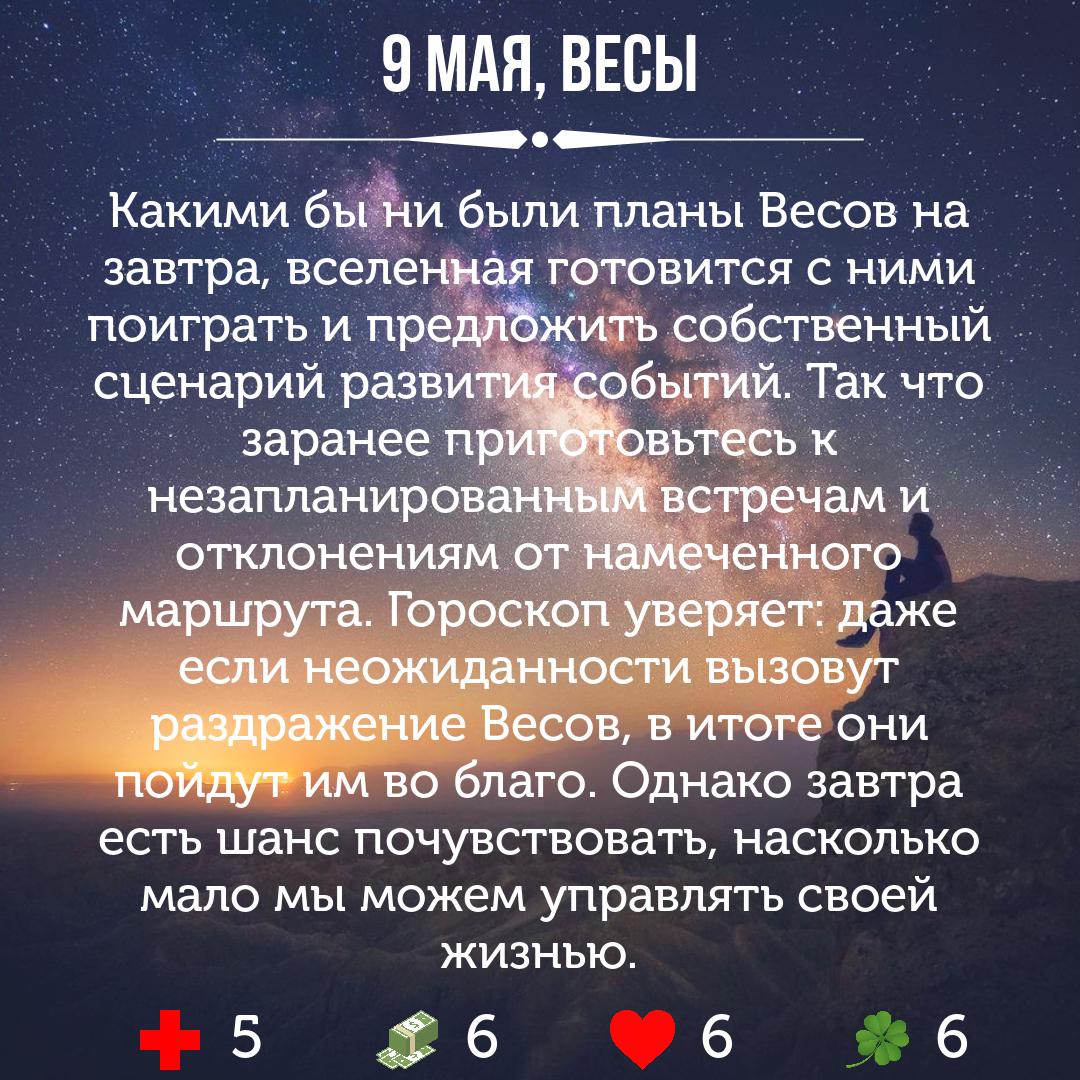 9 МАЯ, ВЕСЫ
Какими бы ни были планы Весов на
завтра, вселенная готовится с ними
поиграть и предложить собственный
сценарий развития событий. Так что
заранее приготовьтесь к
незапланированным встречам и
отклонениям от намеченного
маршрута. Гороскоп уверяет: даже
если неожиданности вызовут
раздражение Весов, в итоге они
пойдут им во благо. Однако завтра
есть шанс почувствовать, насколько
мало мы можем управлять своей
жизнью.
5 6 6 6